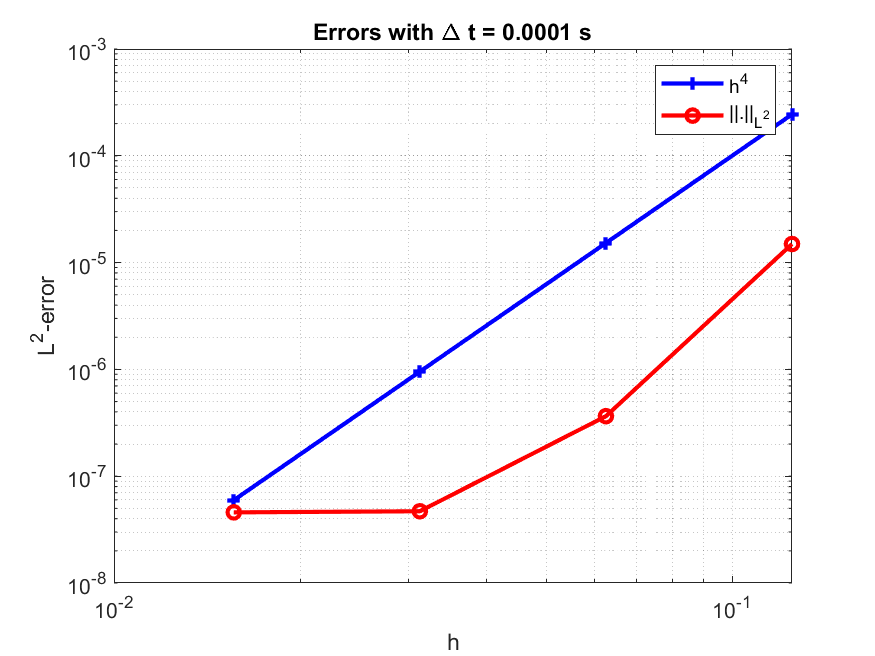 Errors with Δ t = 0.0001 s
10^-3
10^-4
10^-5
10^-6
10^-7
10^-8
L^2-error
h^4
||.||_L^2
10^-2
10^-1
h